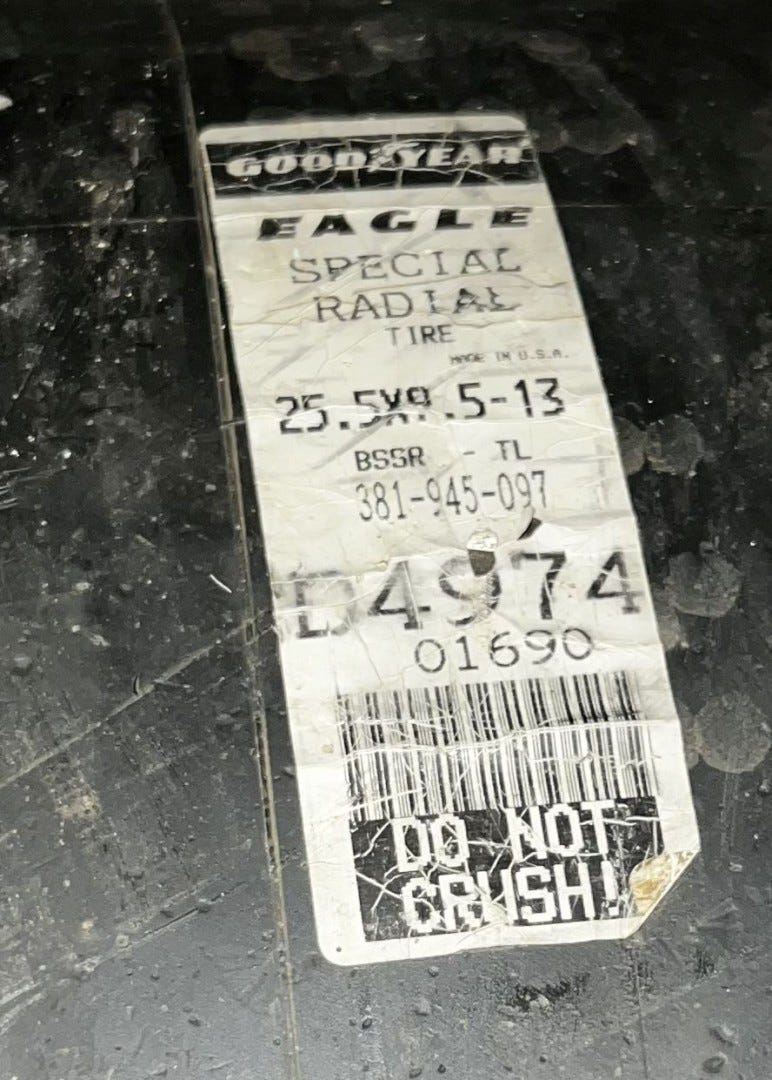 GOODYEAR
EAGLE
SPECIAL
RADIAL
TIRE
MADE IN U.S.A.
25.5X9.5-13
BSSR - TL
381-945-097
D4974
01690
DO NOT
CRUSH!